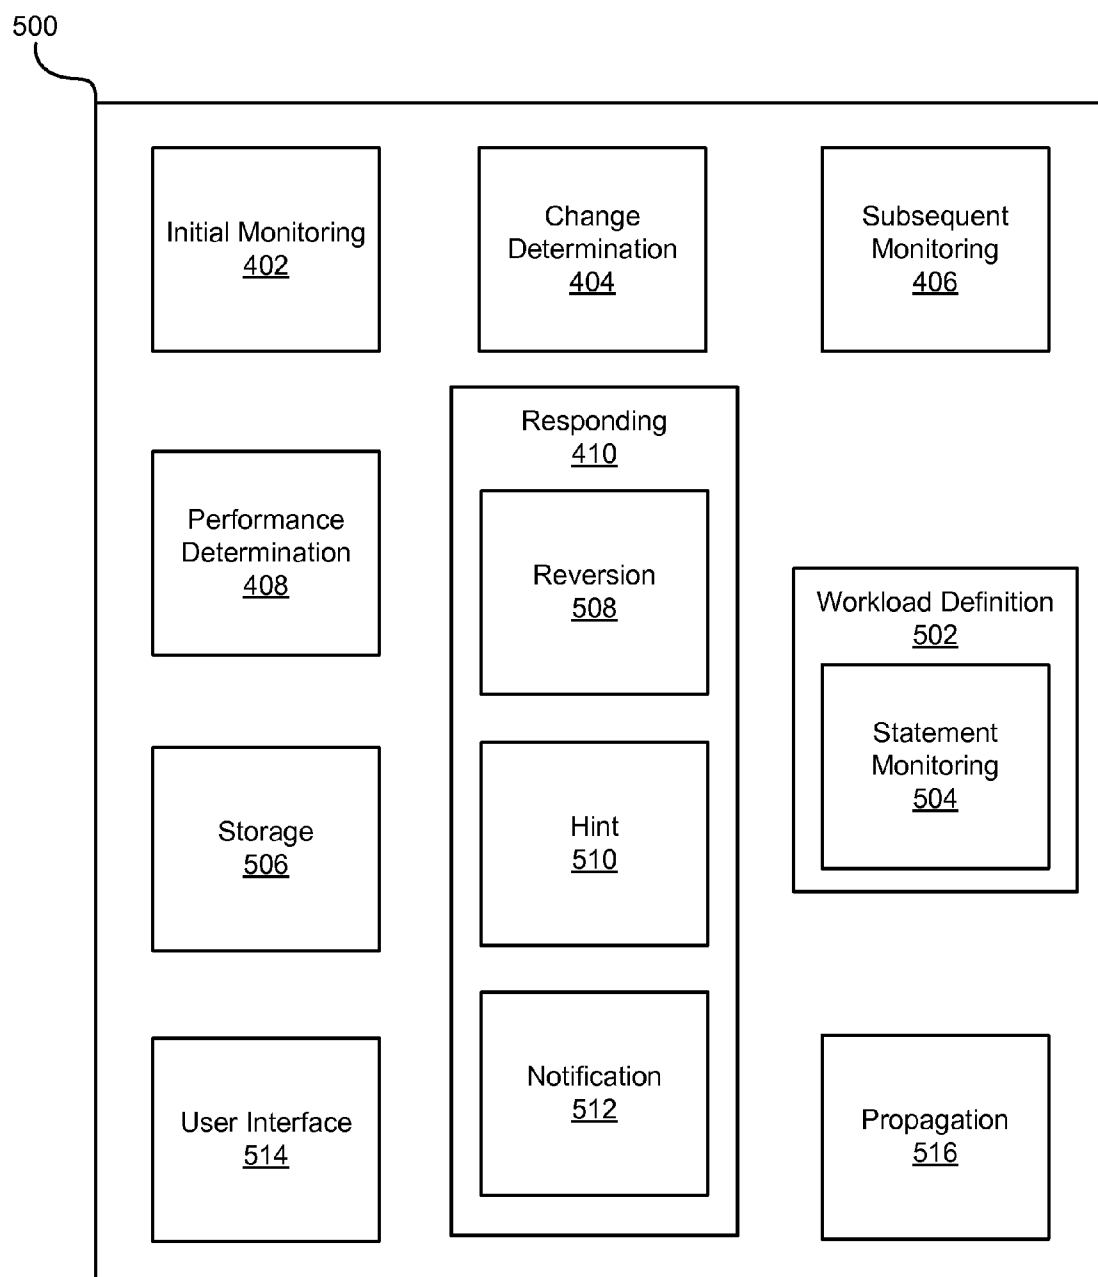 500
Initial Monitoring
402
Change
Determination
404
Subsequent
Monitoring
406
Responding
410
Performance
Determination
408
Reversion
508
Workload Definition
502
Statement
Monitoring
504
Storage
506
Hint
510
Notification
512
User Interface
514
Propagation
516